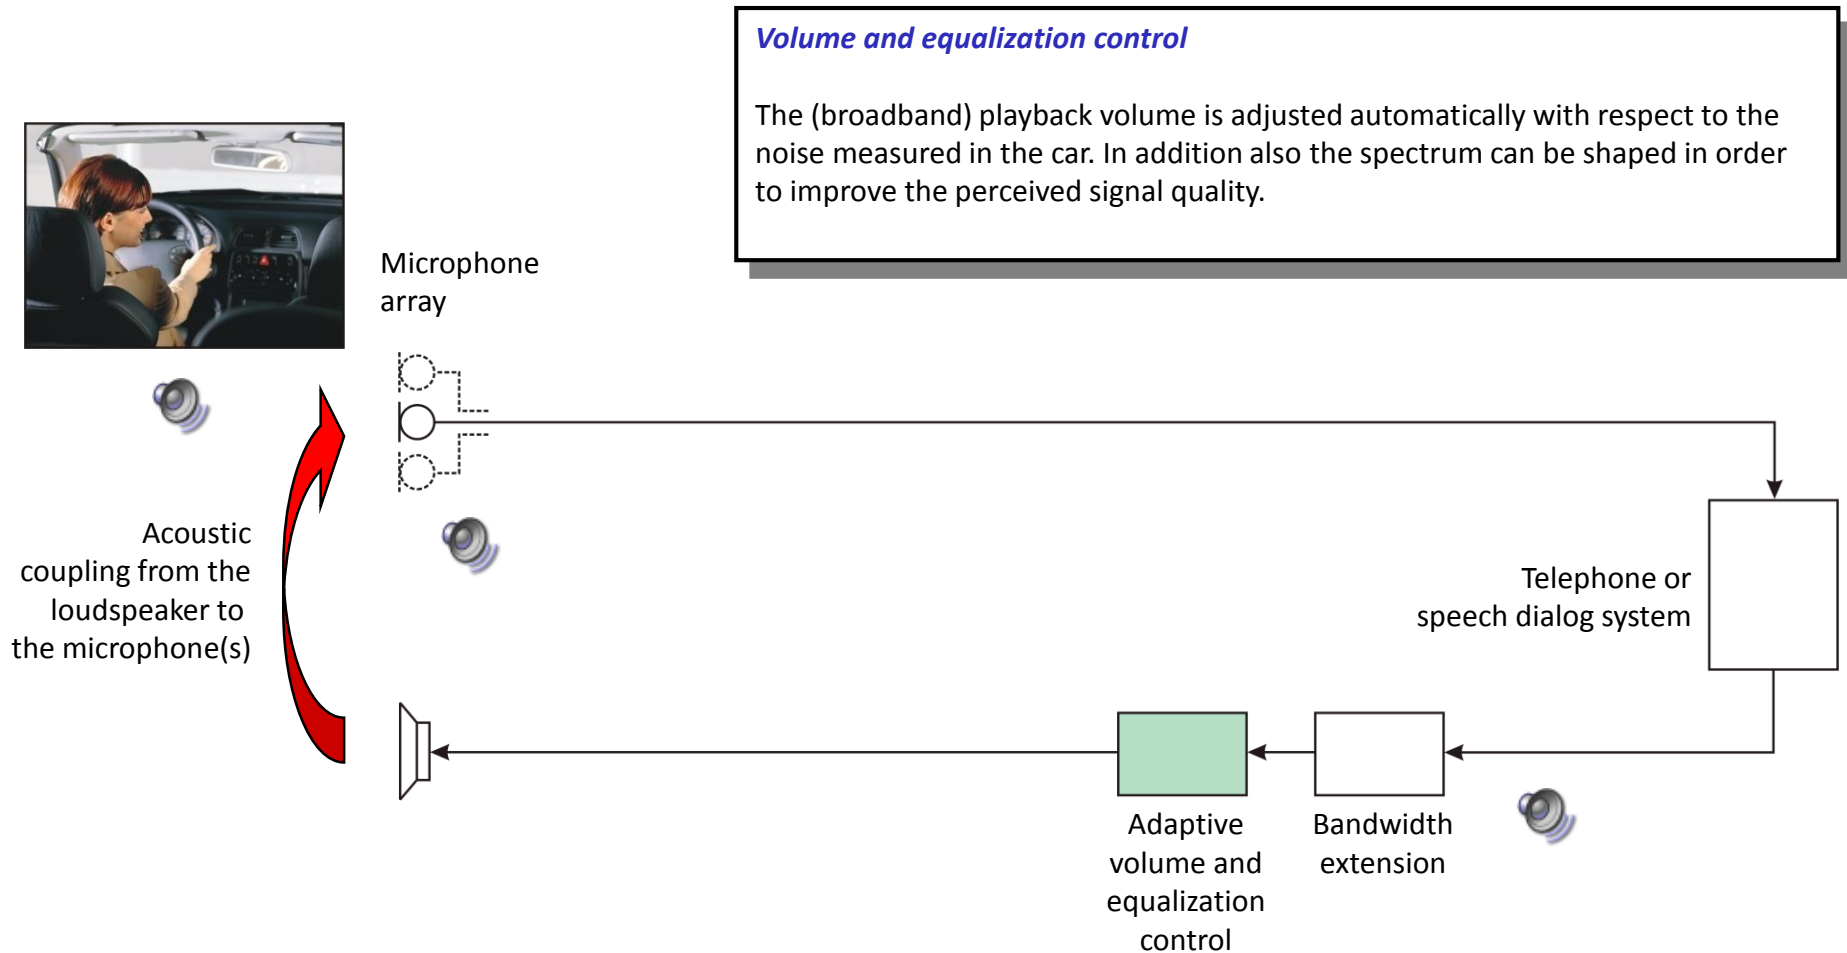 Volume and equalization control
The (broadband) playback volume is adjusted automatically with respect to the
noise measured in the car. In addition also the spectrum can be shaped in order
to improve the perceived signal quality.
Microphone
array
Acoustic
coupling from the
loudspeaker to
the microphone(s)
Telephone or
speech dialog system
Adaptive
volume and
equalization
control
Bandwidth
extension